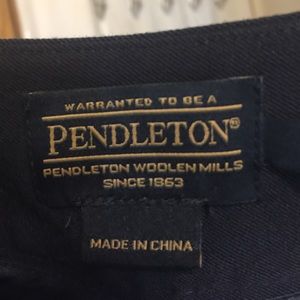 WARRANTED TO BE A
PENDLETON®
PENDLETON WOOLEN MILLS
SINCE 1863
MADE IN CHINA